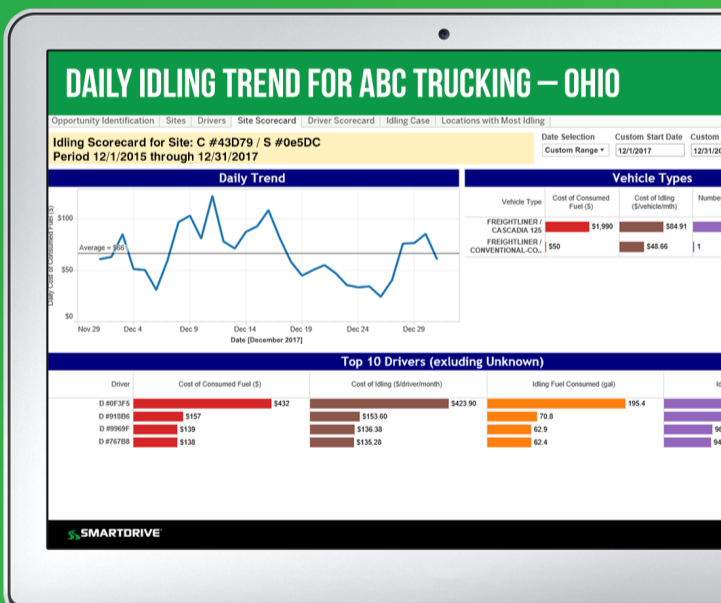 DAILY IDLING TREND FOR ABC TRUCKING – OHIO
Opportunity Identification Sites Drivers Site Scorecard Driver Scorecard Idling Case Locations with Most Idling
Idling Scorecard for Site: C #43D79 / S #0e5DC
Period 12/1/2015 through 12/31/2017
Date Selection Custom Start Date Custom
Custom Range 12/1/2017 12/31/20
Daily Trend
Daily Cost of Consumed Fuel ($)
$100
Average = $66
$50
$0
Nov 29 Dec 4 Dec 9 Dec 14 Dec 19 Dec 24 Dec 29
Date [December 2017]
Vehicle Types
Vehicle Type Cost of Consumed Fuel ($) Cost of Idling ($/vehicle/mth) Numbe
FREIGHTLINER / CASCADIA 125 $1,990 $84.91
FREIGHTLINER / CONVENTIONAL-CO.. $50 $48.66 1
Top 10 Drivers (exluding Unknown)
Driver Cost of Consumed Fuel ($) Cost of Idling ($/driver/month) Idling Fuel Consumed (gal) Id
D #0F3F5 $432 $423.90 195.4
D #918B6 $157 $153.60 70.8
D #9969F $139 $136.38 62.9 96
D #767B8 $138 $135.28 62.4 94
SMARTDRIVE